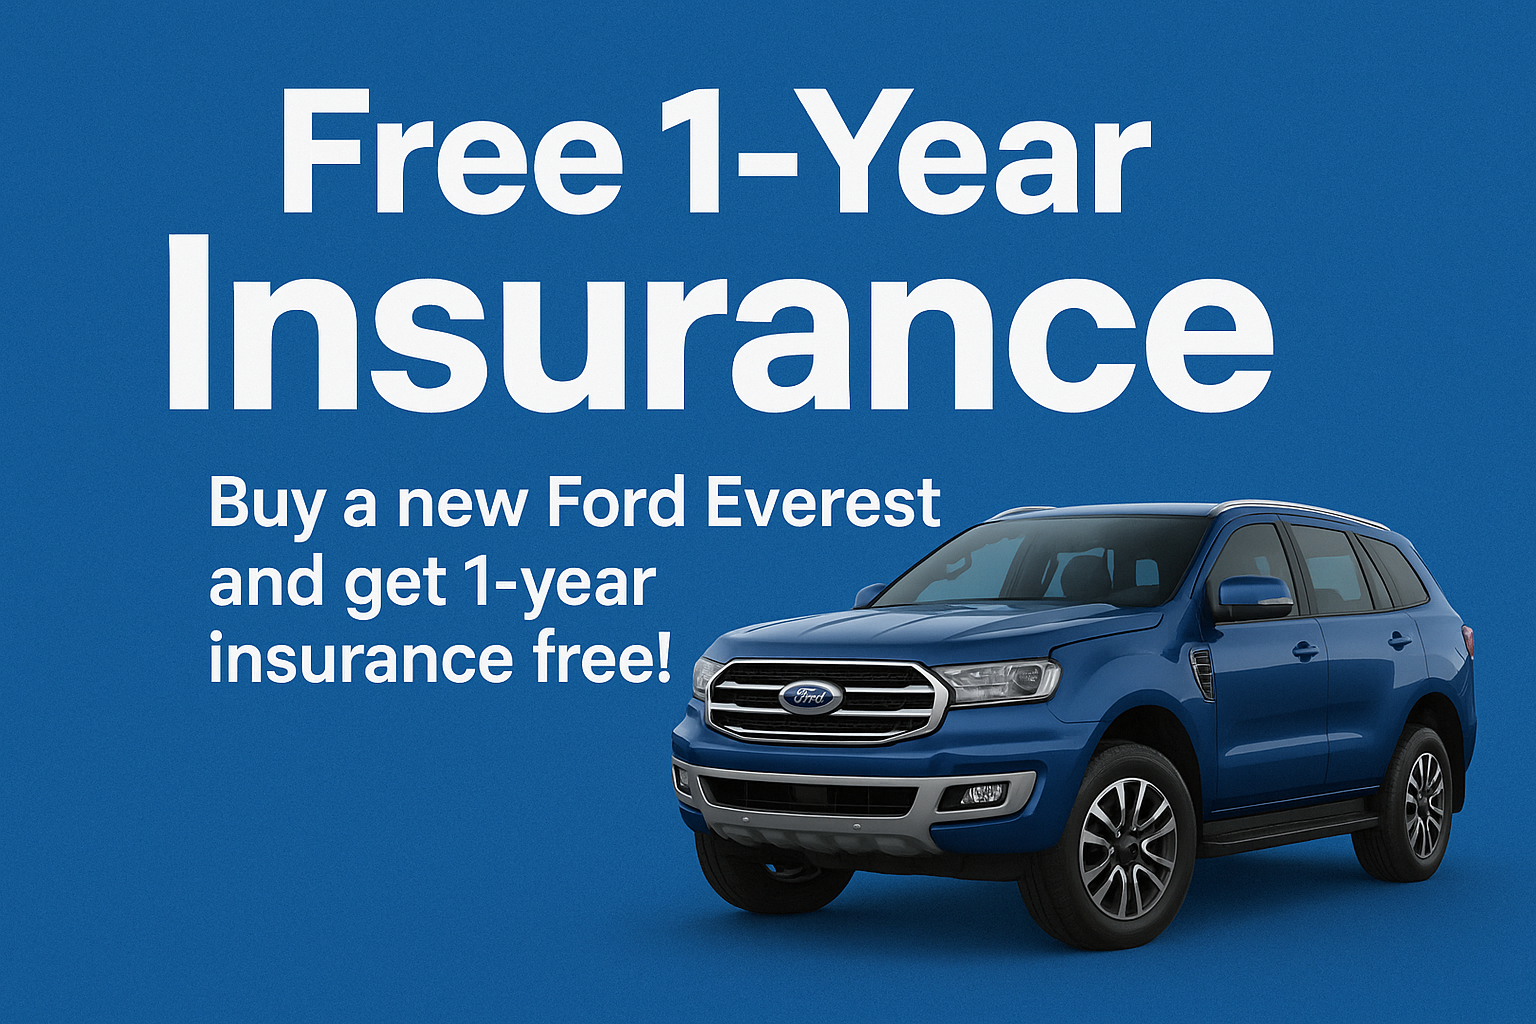 Free 1-Year
Insurance
Buy a new Ford Everest
and get 1-year
insurance free!
Ford